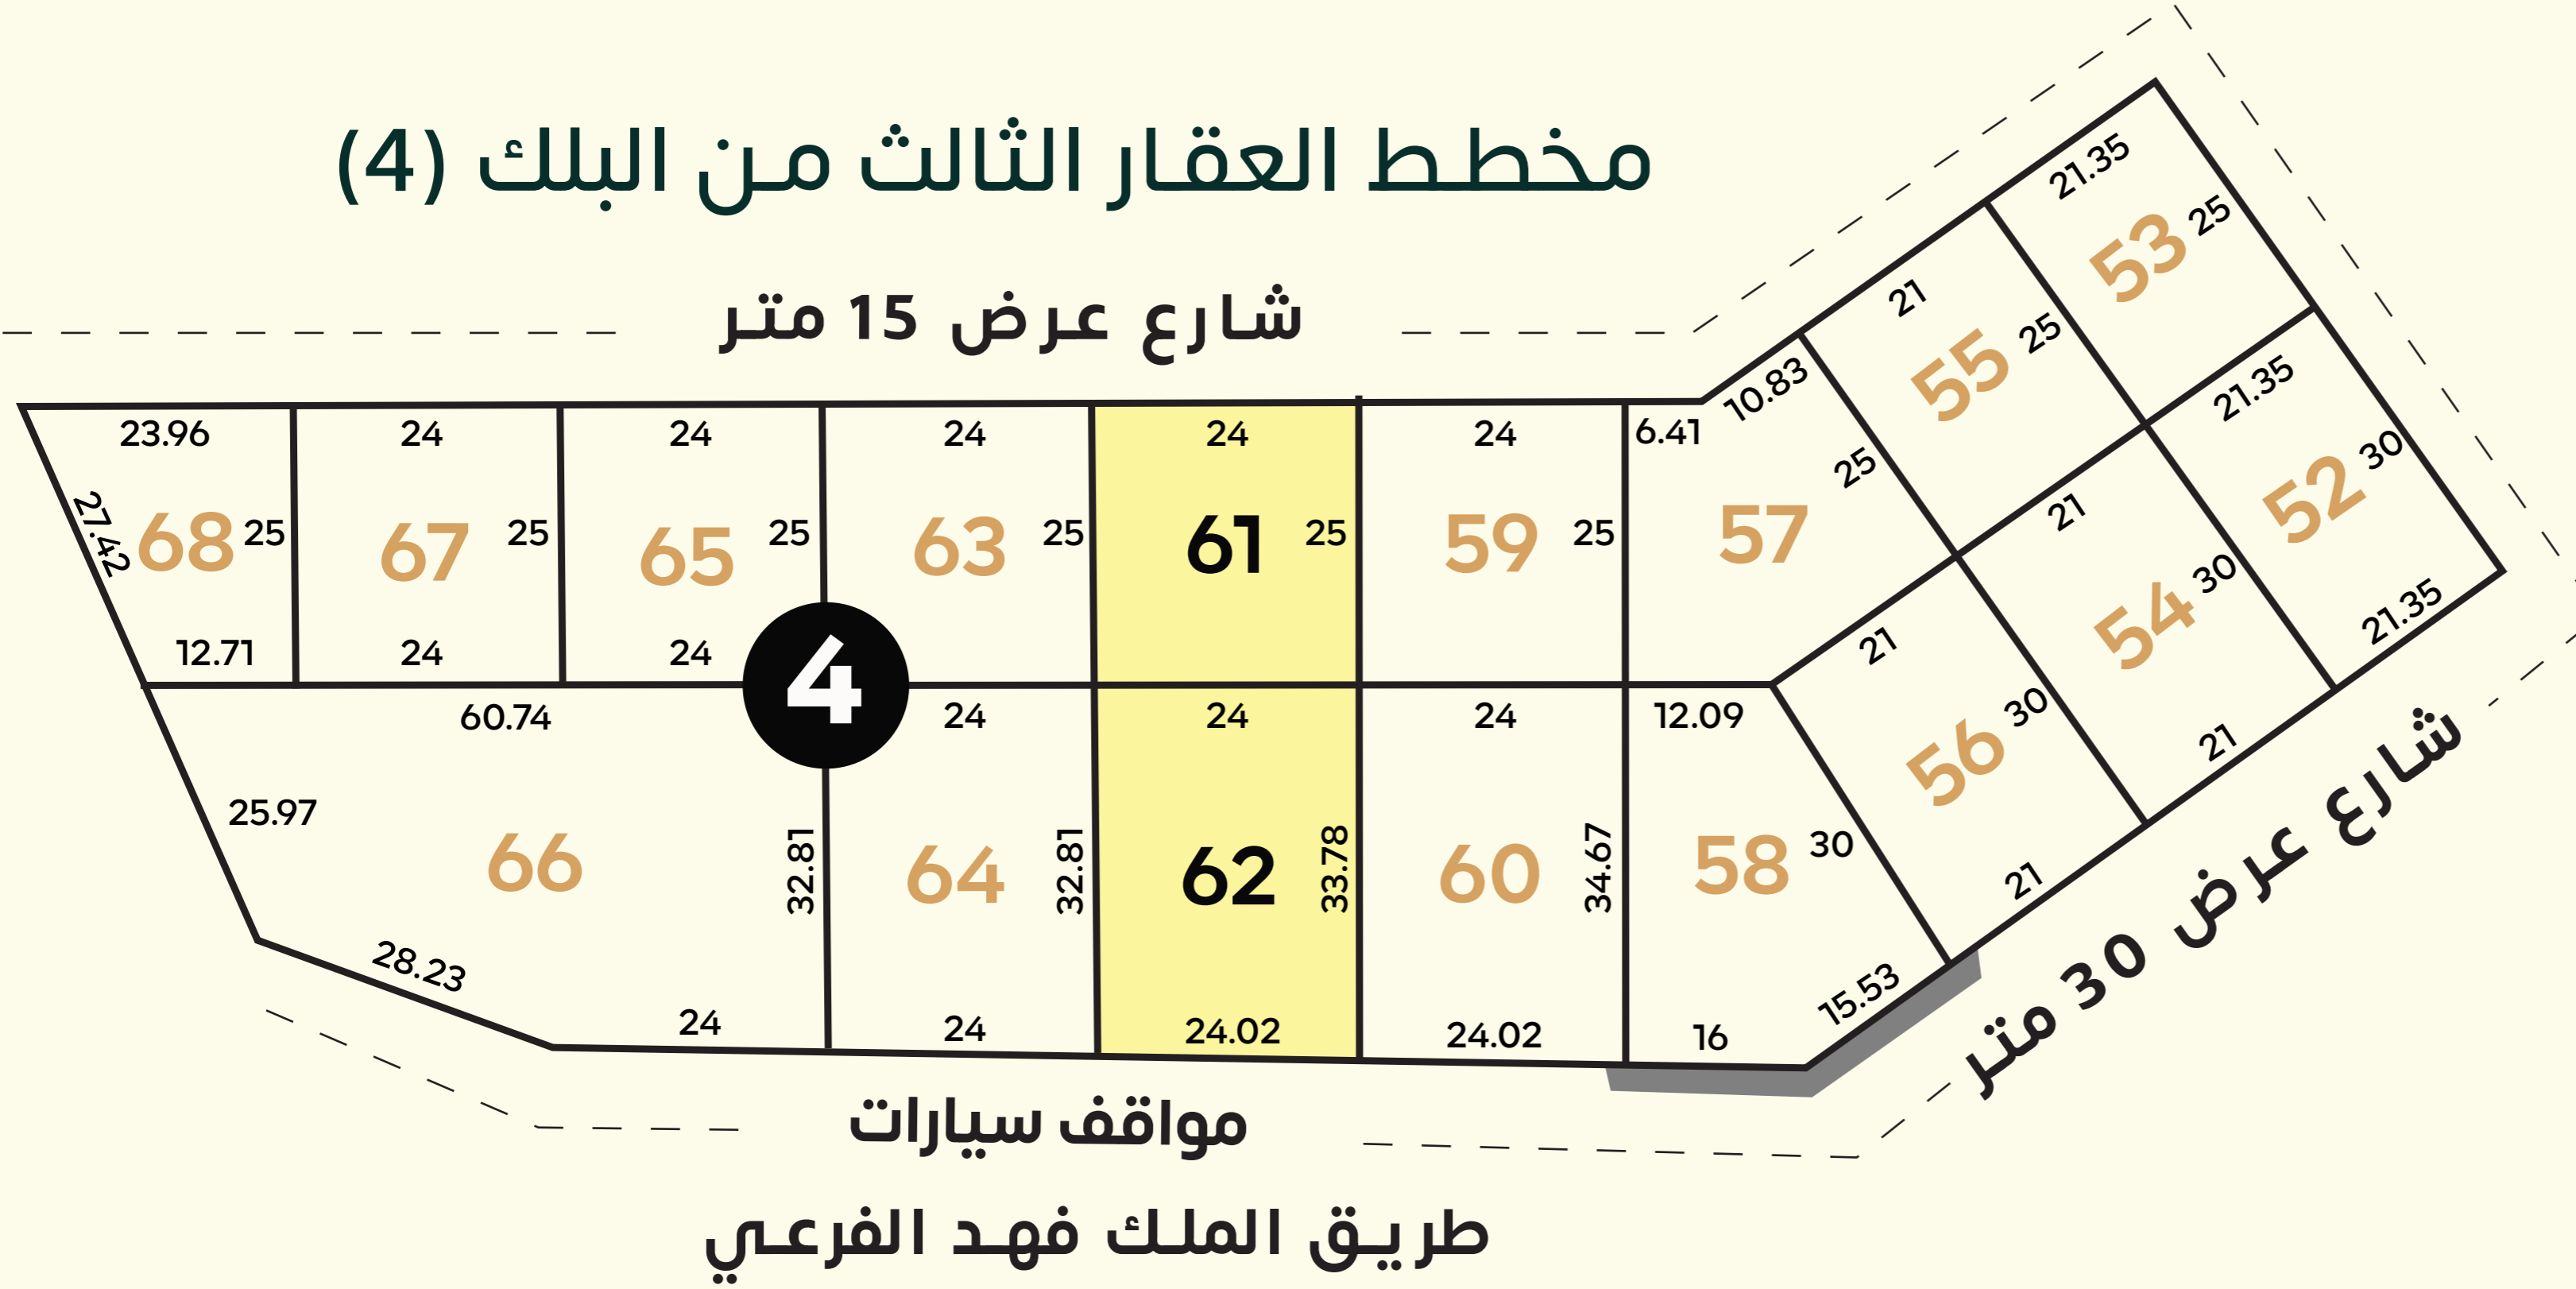 مخطط العقار الثالث من البلك (4)
شارع عرض 15 متر
21.35
53 25
21
55 25
21.35
52 30
21.35
21
54 30
21
10.83
6.41
25
57
21
56 30
21
23.96 24 24 24 24 24
27.42 68 25 67 25 65 25 63 25 61 25 59 25
12.71 24 24
4
60.74 24 24 24 12.09
25.97
66 32.81 64 32.81 62 33.78 60 34.67 58 30
28.23
24 24 24.02 24.02 16 15.53
شارع عرض 30 متر
مواقف سيارات
طريق الملك فهد الفرعي